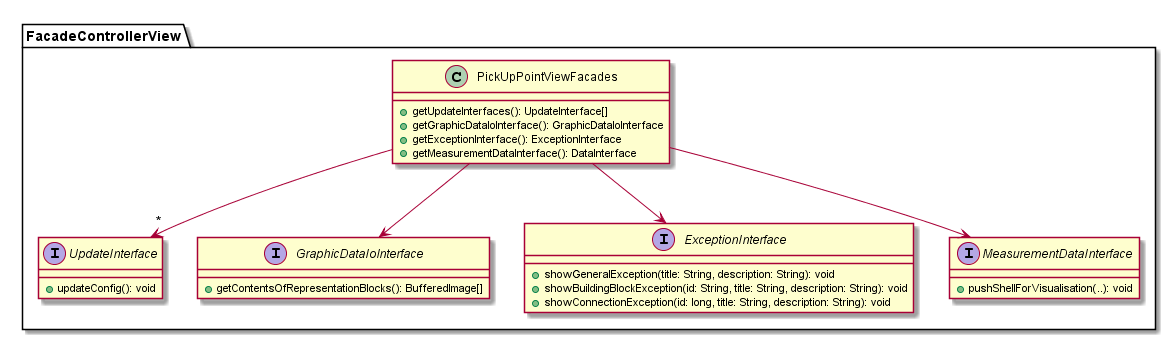 FacadeControllerView
C PickUpPointViewFacades
getUpdateInterfaces(): UpdateInterface[]
getGraphicDataIoInterface(): GraphicDataIoInterface
getExceptionInterface(): ExceptionInterface
getMeasurementDataInterface(): DataInterface
*
I UpdateInterface
updateConfig(): void
I GraphicDataIoInterface
getContentsOfRepresentationBlocks(): BufferedImage[]
I ExceptionInterface
showGeneralException(title: String, description: String): void
showBuildingBlockException(id: String, title: String, description: String): void
showConnectionException(id: long, title: String, description: String): void
I MeasurementDataInterface
pushShellForVisualisation(..): void